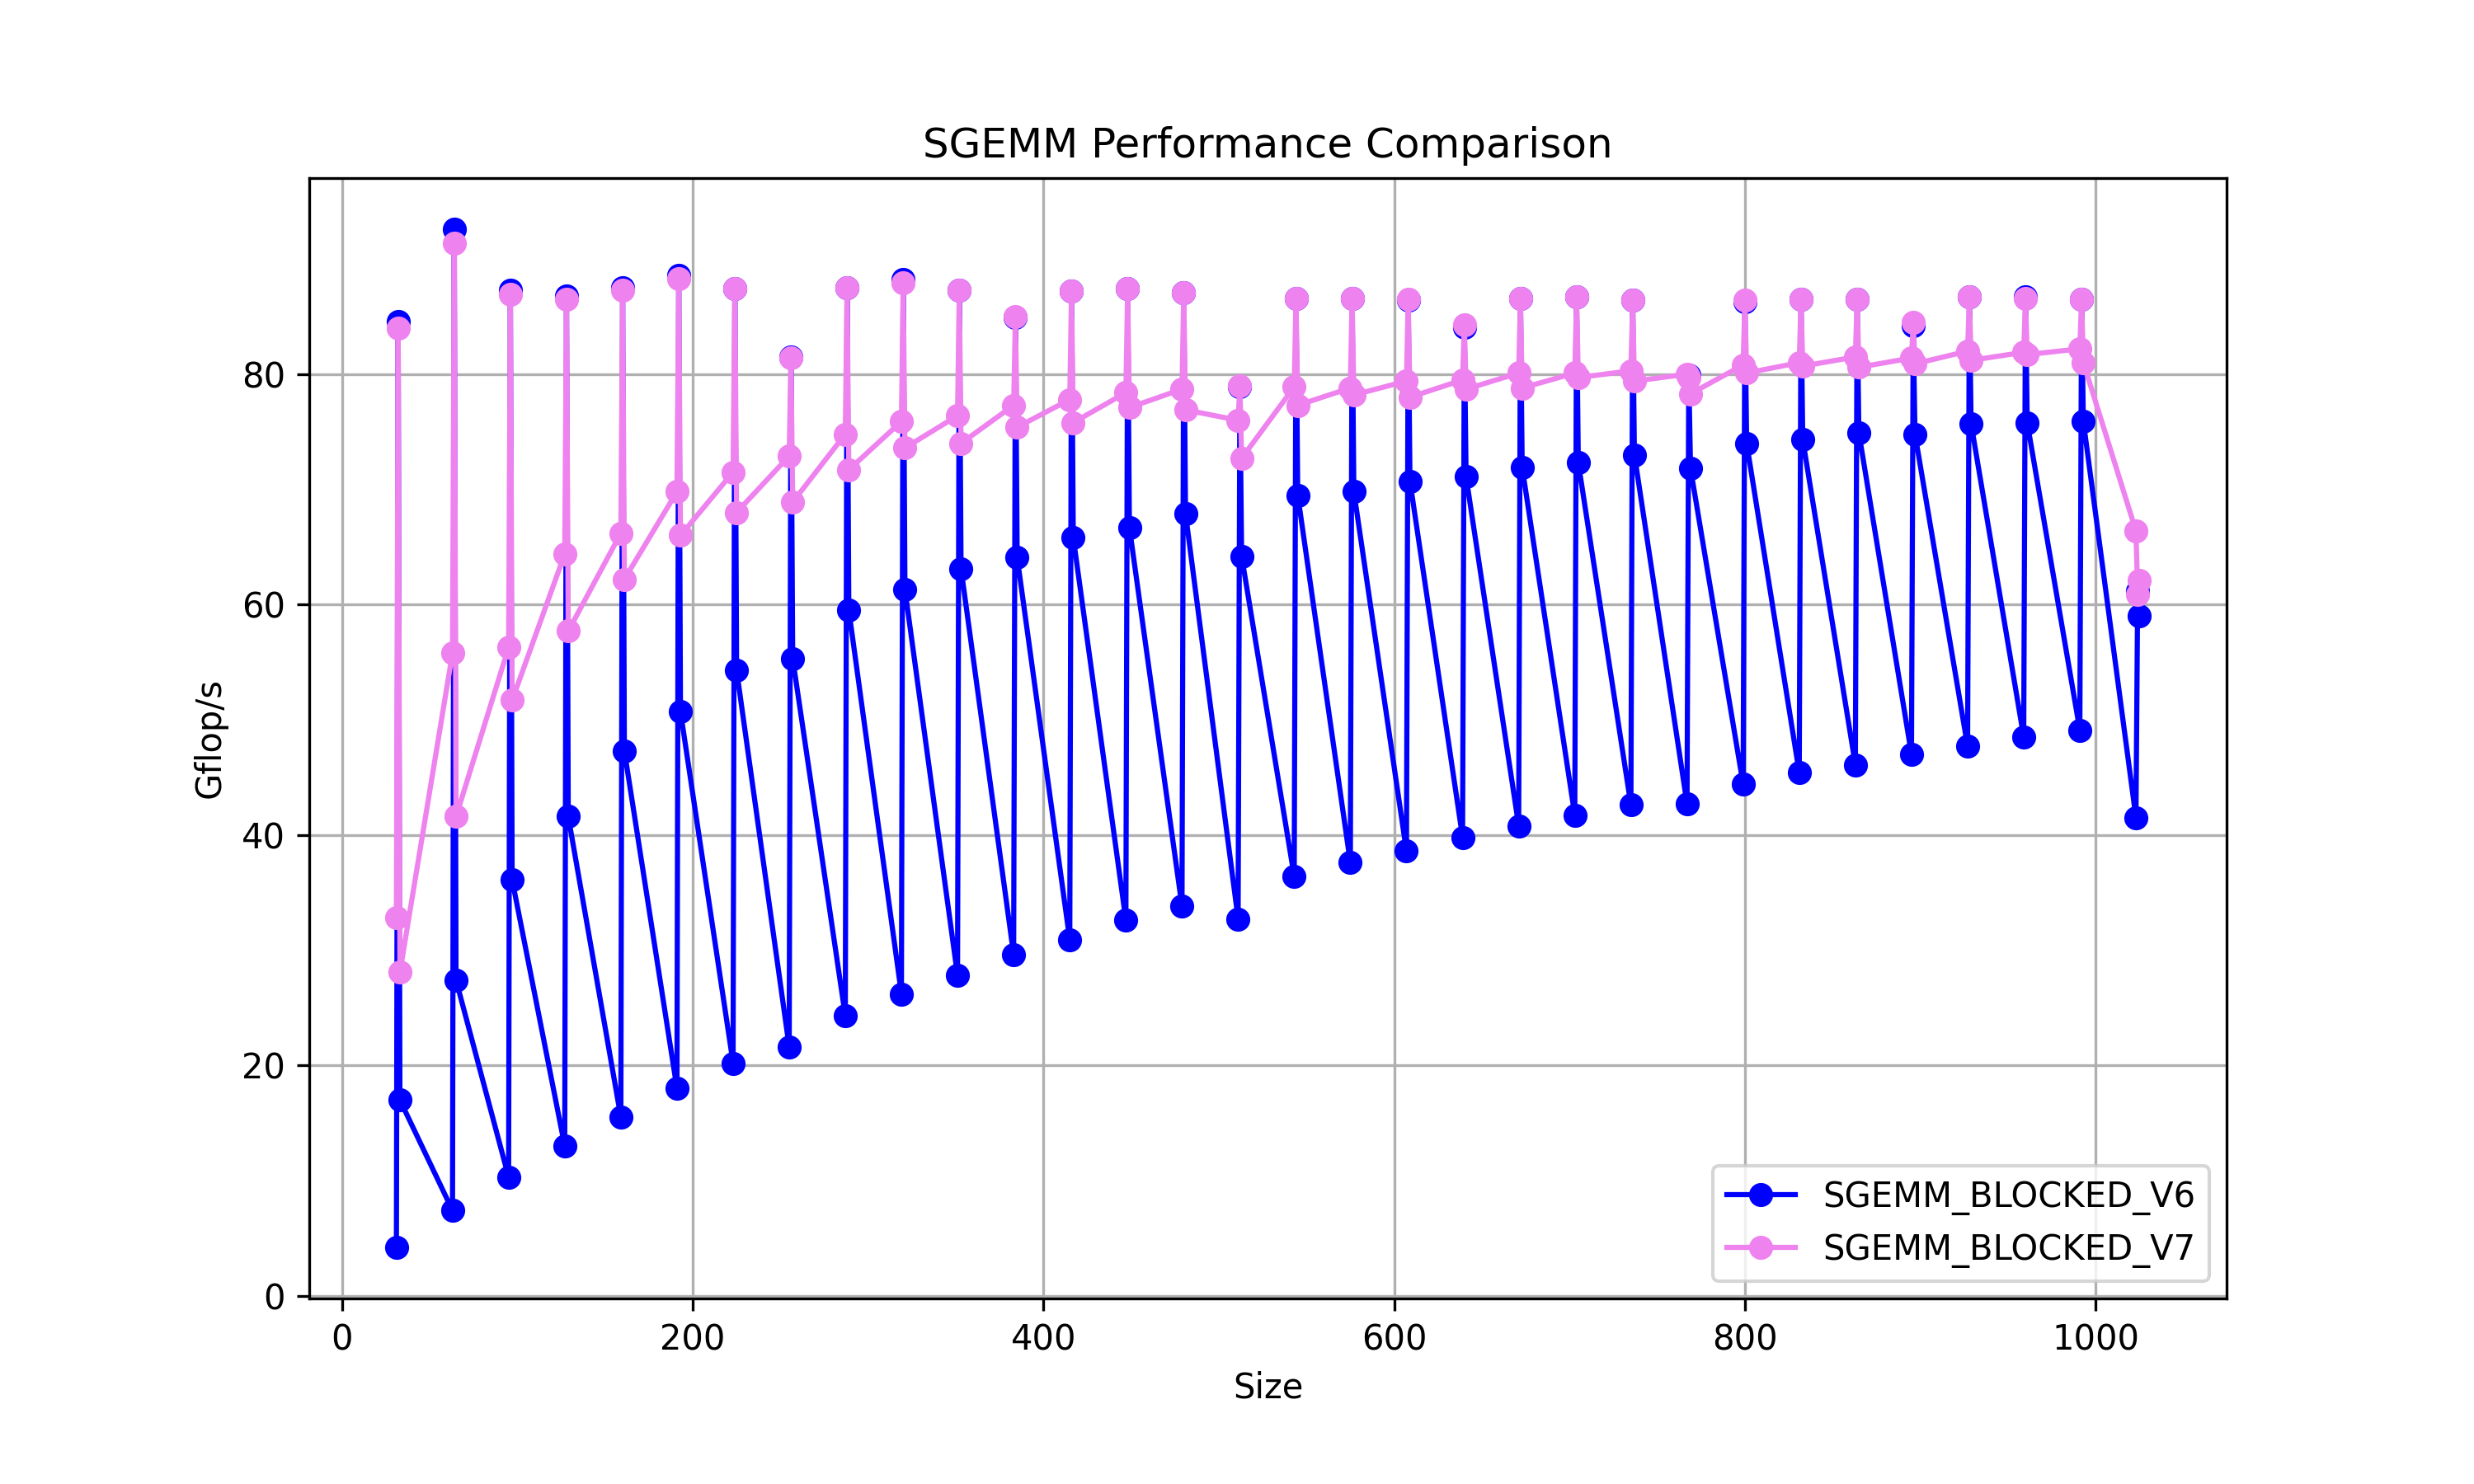 SGEMM Performance Comparison
80
60
40
20
0
Gflop/s
0 200 400 600 800 1000
Size
SGEMM_BLOCKED_V6
SGEMM_BLOCKED_V7